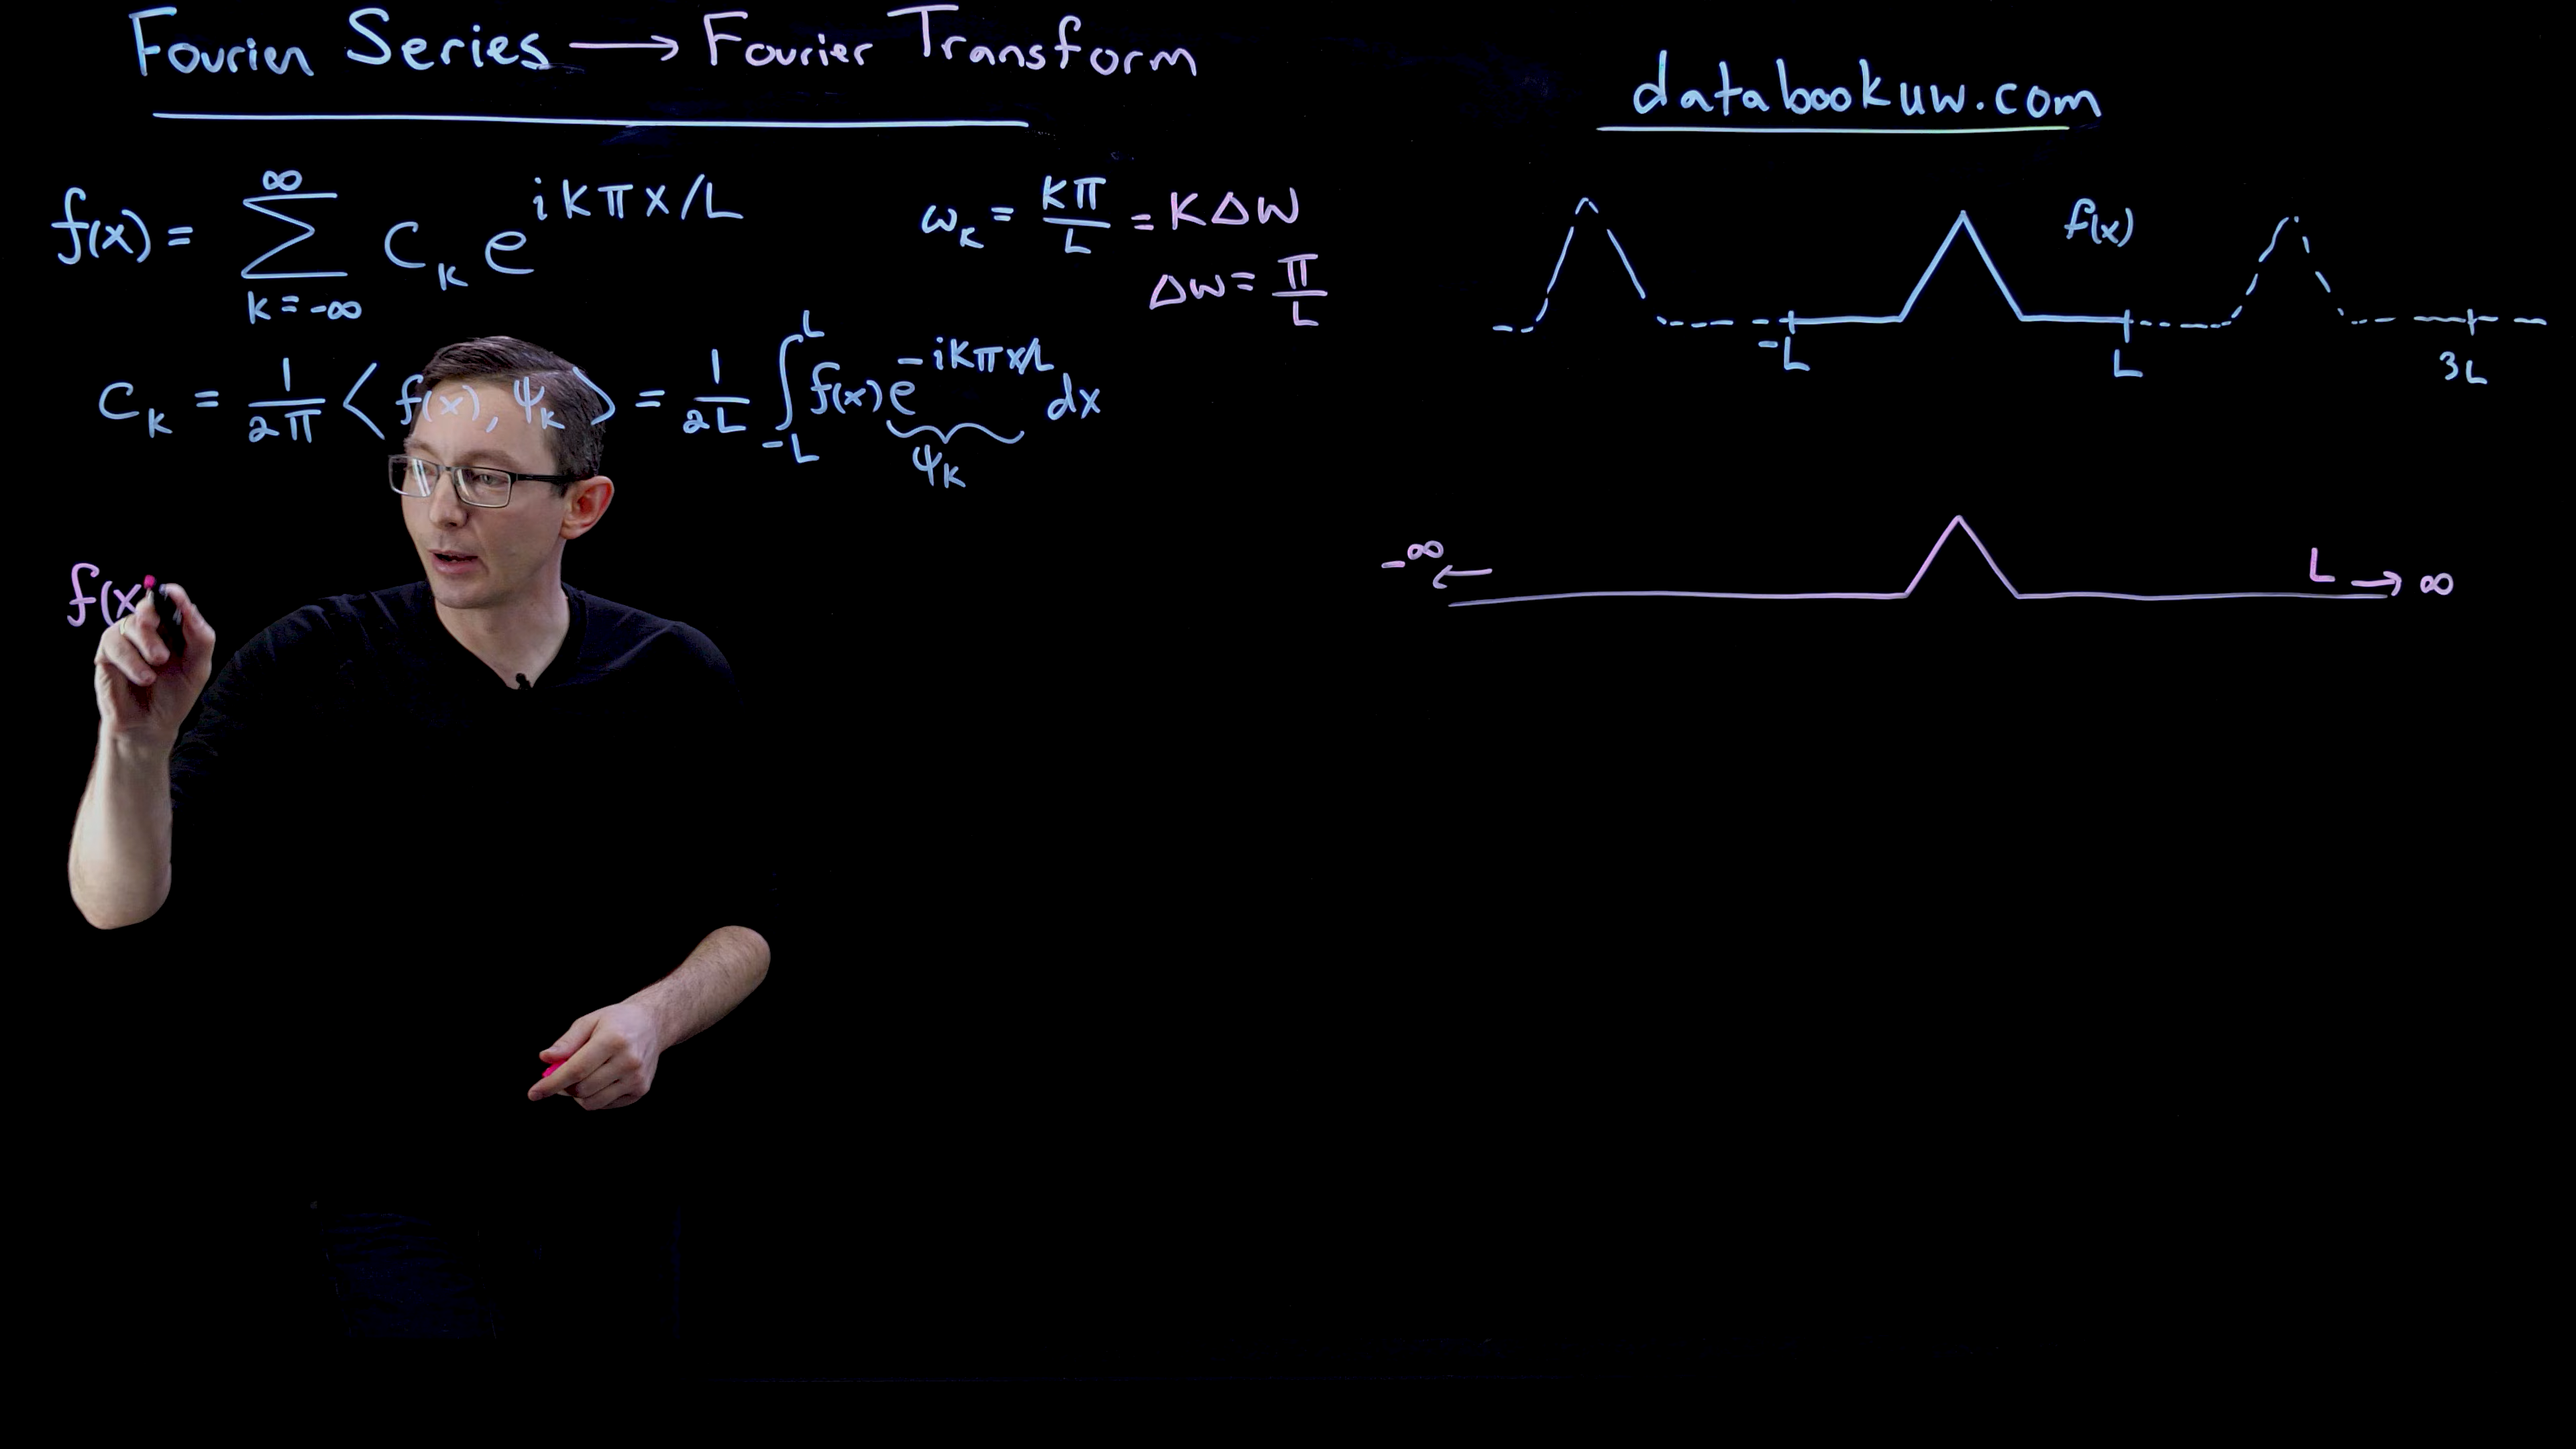 Fourier Series → Fourier Transform
databookuw.com
∞
f(x) = Σ c_k e^{ikπx/L}
k = -∞
ω_k = kπ/L = kΔω
Δω = π/L
f(x)
-L L 3L
c_k = 1/2π ⟨f(x), ψ_k⟩ = 1/2L ∫_{-L}^{L} f(x) e^{-ikπx/L} dx
ψ_k
-∞ ← L → ∞
f(x